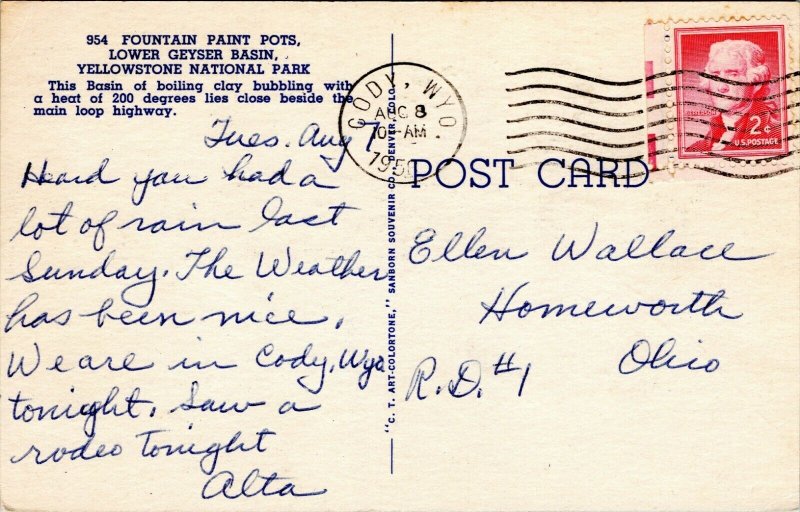 954 FOUNTAIN PAINT POTS,
LOWER GEYSER BASIN,
YELLOWSTONE NATIONAL PARK
This Basin of boiling clay bubbling with
a heat of 200 degrees lies close beside the
main loop highway.
Tues. Aug 7
Heard you had a
lot of rain last
Sunday. The Weather
has been nice.
We are in Cody, Wyo
tonight. Saw a
rodeo tonight
Alta
"C. T. ART-COLORTONE," SANBORN SOUVENIR CO., DENVER, COLO.
CODY, WYO
AUG 8
10-AM
POST CARD
2¢
U.S. POSTAGE
Ellen Wallace
Homeworth
Ohio
R.D. #1